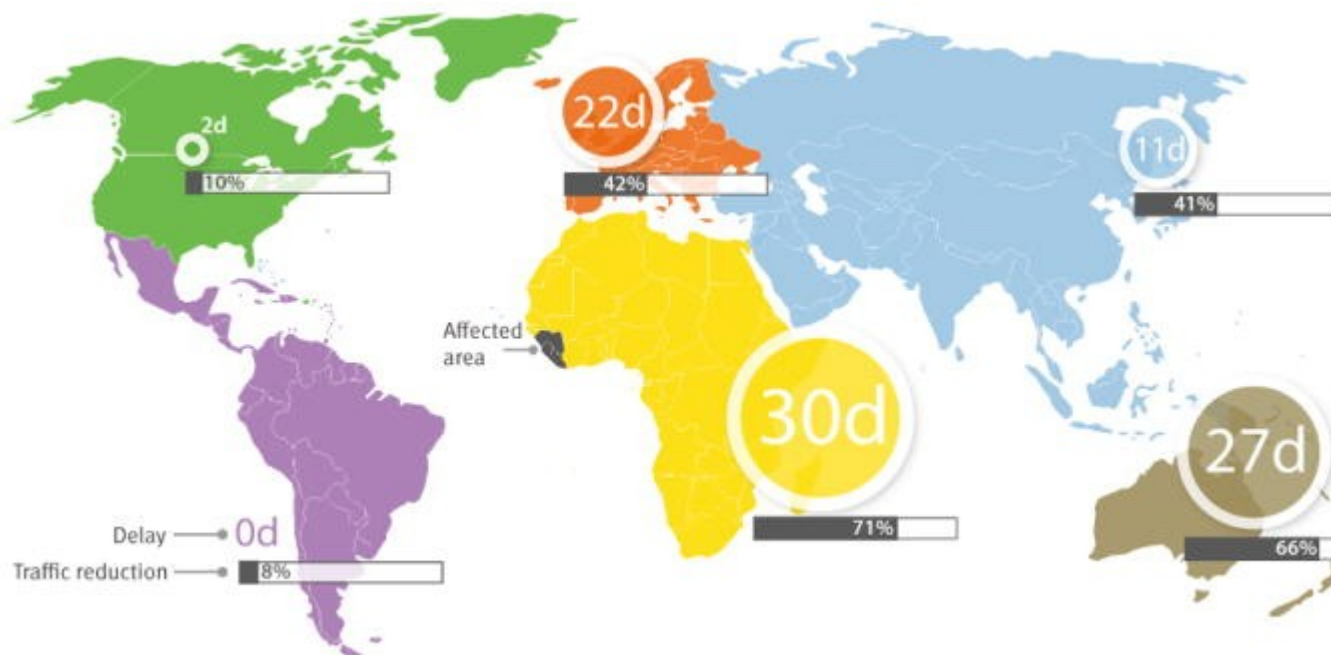 2d
10%
22d
42%
11d
41%
Affected
area
30d
71%
27d
66%
Delay
0d
Traffic reduction
8%